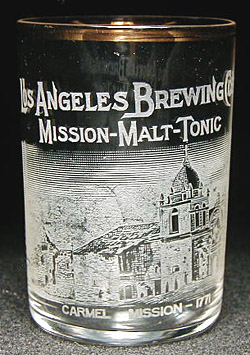 Los Angeles Brewing Co's
Mission-Malt-Tonic
CARMEL MISSION - 1771